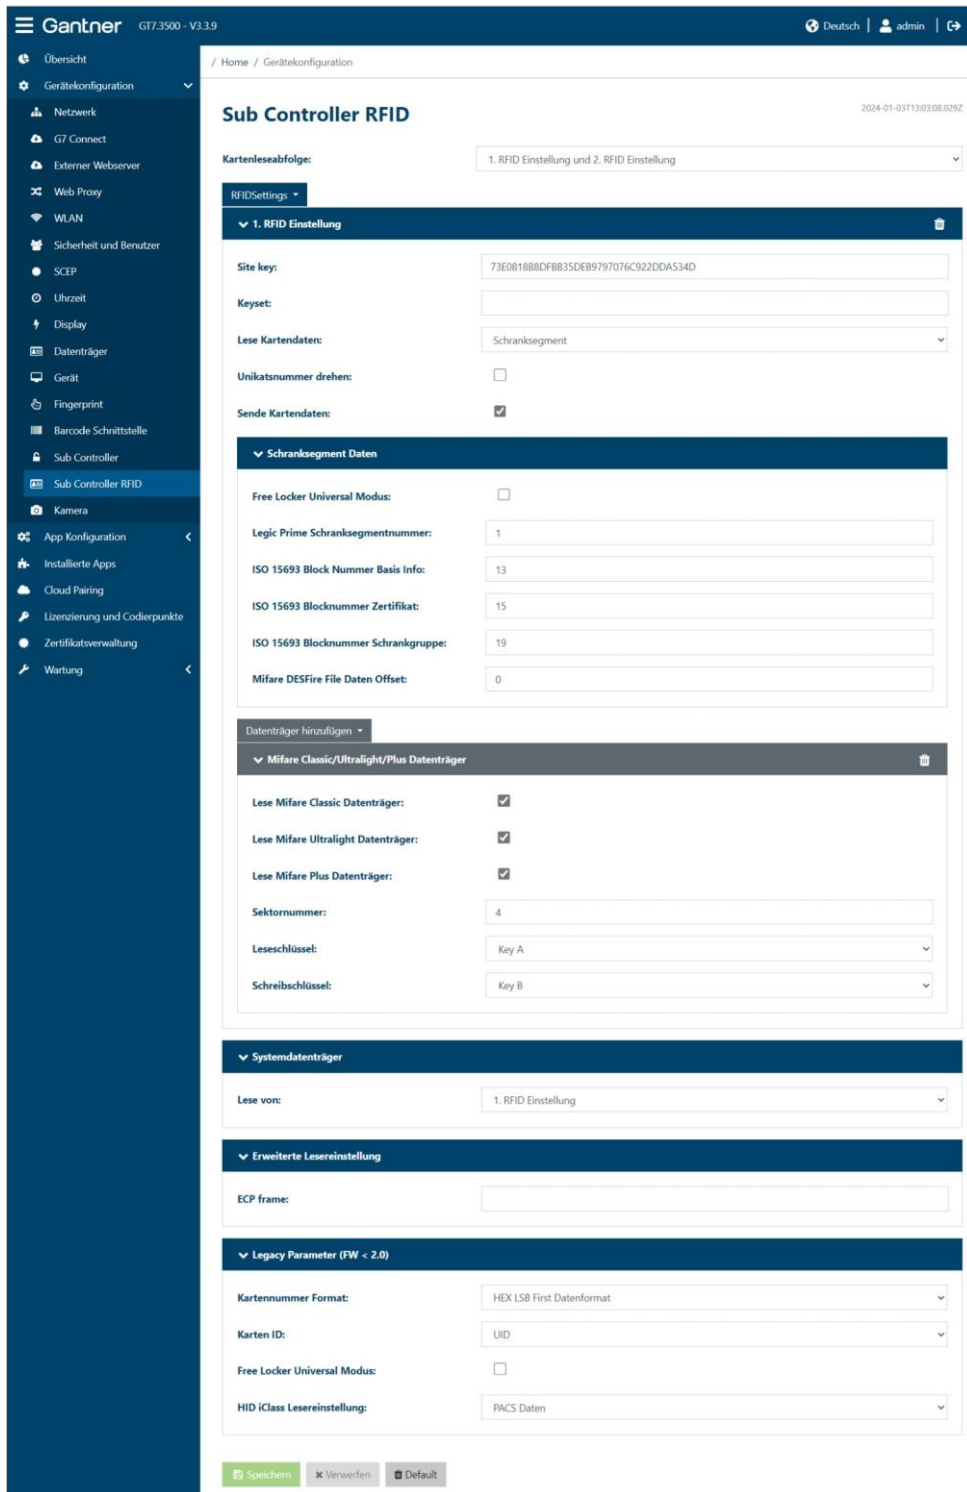 Gantner GT7.3500 - V3.3.9 Deutsch | admin |
Übersicht
Gerätekonfiguration
Netzwerk
G7 Connect
Externer Webserver
Web Proxy
WLAN
Sicherheit und Benutzer
SCEP
Uhrzeit
Display
Datenträger
Gerät
Fingerprint
Barcode Schnittstelle
Sub Controller
Sub Controller RFID
Kamera
App Konfiguration
Installierte Apps
Cloud Pairing
Lizenzierung und Codierpunkte
Zertifikatsverwaltung
Wartung
/ Home / Gerätekonfiguration
Sub Controller RFID 2024-01-03T13:03:08.029Z
Kartenleseabfolge: 1. RFID Einstellung und 2. RFID Einstellung
RFIDSettings
1. RFID Einstellung
Site key: 73E0818B8DFBB35DEB9797076C922DDA534D
Keyset:
Lese Kartendaten: Schranksegment
Unikatsnummer drehen:
Sende Kartendaten:
Schranksegment Daten
Free Locker Universal Modus:
Legic Prime Schranksegmentnummer: 1
ISO 15693 Block Nummer Basis Info: 13
ISO 15693 Blocknummer Zertifikat: 15
ISO 15693 Blocknummer Schrankgruppe: 19
Mifare DESFire File Daten Offset: 0
Datenträger hinzufügen
Mifare Classic/Ultralight/Plus Datenträger
Lese Mifare Classic Datenträger:
Lese Mifare Ultralight Datenträger:
Lese Mifare Plus Datenträger:
Sektornummer: 4
Leseschlüssel: Key A
Schreibschlüssel: Key B
Systemdatenträger
Lese von: 1. RFID Einstellung
Erweiterte Lesereinstellung
ECP frame:
Legacy Parameter (FW < 2.0)
Kartennummer Format: HEX LSB First Datenformat
Karten ID: UID
Free Locker Universal Modus:
HID iClass Lesereinstellung: PACS Daten
Speichern Verwerfen Default